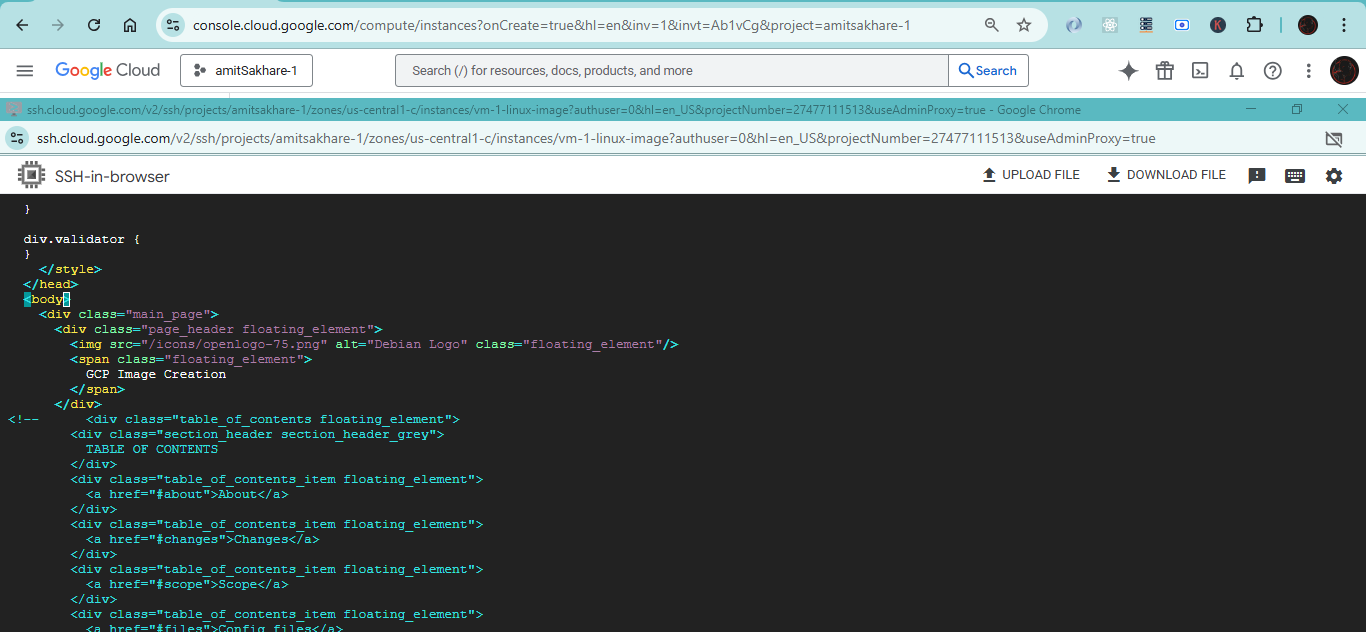 console.cloud.google.com/compute/instances?onCreate=true&hl=en&inv=1&invt=Ab1vCg&project=amitsakhare-1
K
Google Cloud
amitSakhare-1
Search (/) for resources, docs, products, and more
Search
ssh.cloud.google.com/v2/ssh/projects/amitsakhare-1/zones/us-central1-c/instances/vm-1-linux-image?authuser=0&hl=en_US&projectNumber=27477111513&useAdminProxy=true - Google Chrome
ssh.cloud.google.com/v2/ssh/projects/amitsakhare-1/zones/us-central1-c/instances/vm-1-linux-image?authuser=0&hl=en_US&projectNumber=27477111513&useAdminProxy=true
SSH-in-browser
UPLOAD FILE
DOWNLOAD FILE
}
div.validator {
}
</style>
</head>
<body>
<div class="main_page">
<div class="page_header floating_element">
<img src="/icons/openlogo-75.png" alt="Debian Logo" class="floating_element"/>
<span class="floating_element">
GCP Image Creation
</span>
</div>
<!-- <div class="table_of_contents floating_element">
<div class="section_header section_header_grey">
TABLE OF CONTENTS
</div>
<div class="table_of_contents_item floating_element">
<a href="#about">About</a>
</div>
<div class="table_of_contents_item floating_element">
<a href="#changes">Changes</a>
</div>
<div class="table_of_contents_item floating_element">
<a href="#scope">Scope</a>
</div>
<div class="table_of_contents_item floating_element">
<a href="#files">Config files</a>